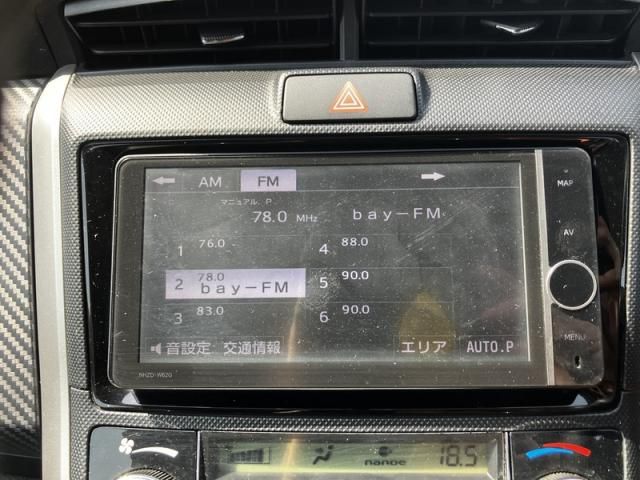 AM FM
マニュアル. P
78.0 MHz bay-FM
1 76.0
2 78.0 bay-FM
3 83.0
4 88.0
5 90.0
6 90.0
音設定 交通情報 エリア AUTO.P
MAP
AV
MENU
NHZD-W62G
nanoe 18.5